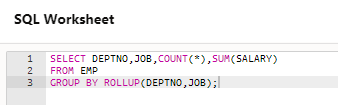 SQL Worksheet
1 SELECT DEPTNO,JOB,COUNT(*),SUM(SALARY)
2 FROM EMP
3 GROUP BY ROLLUP(DEPTNO,JOB);